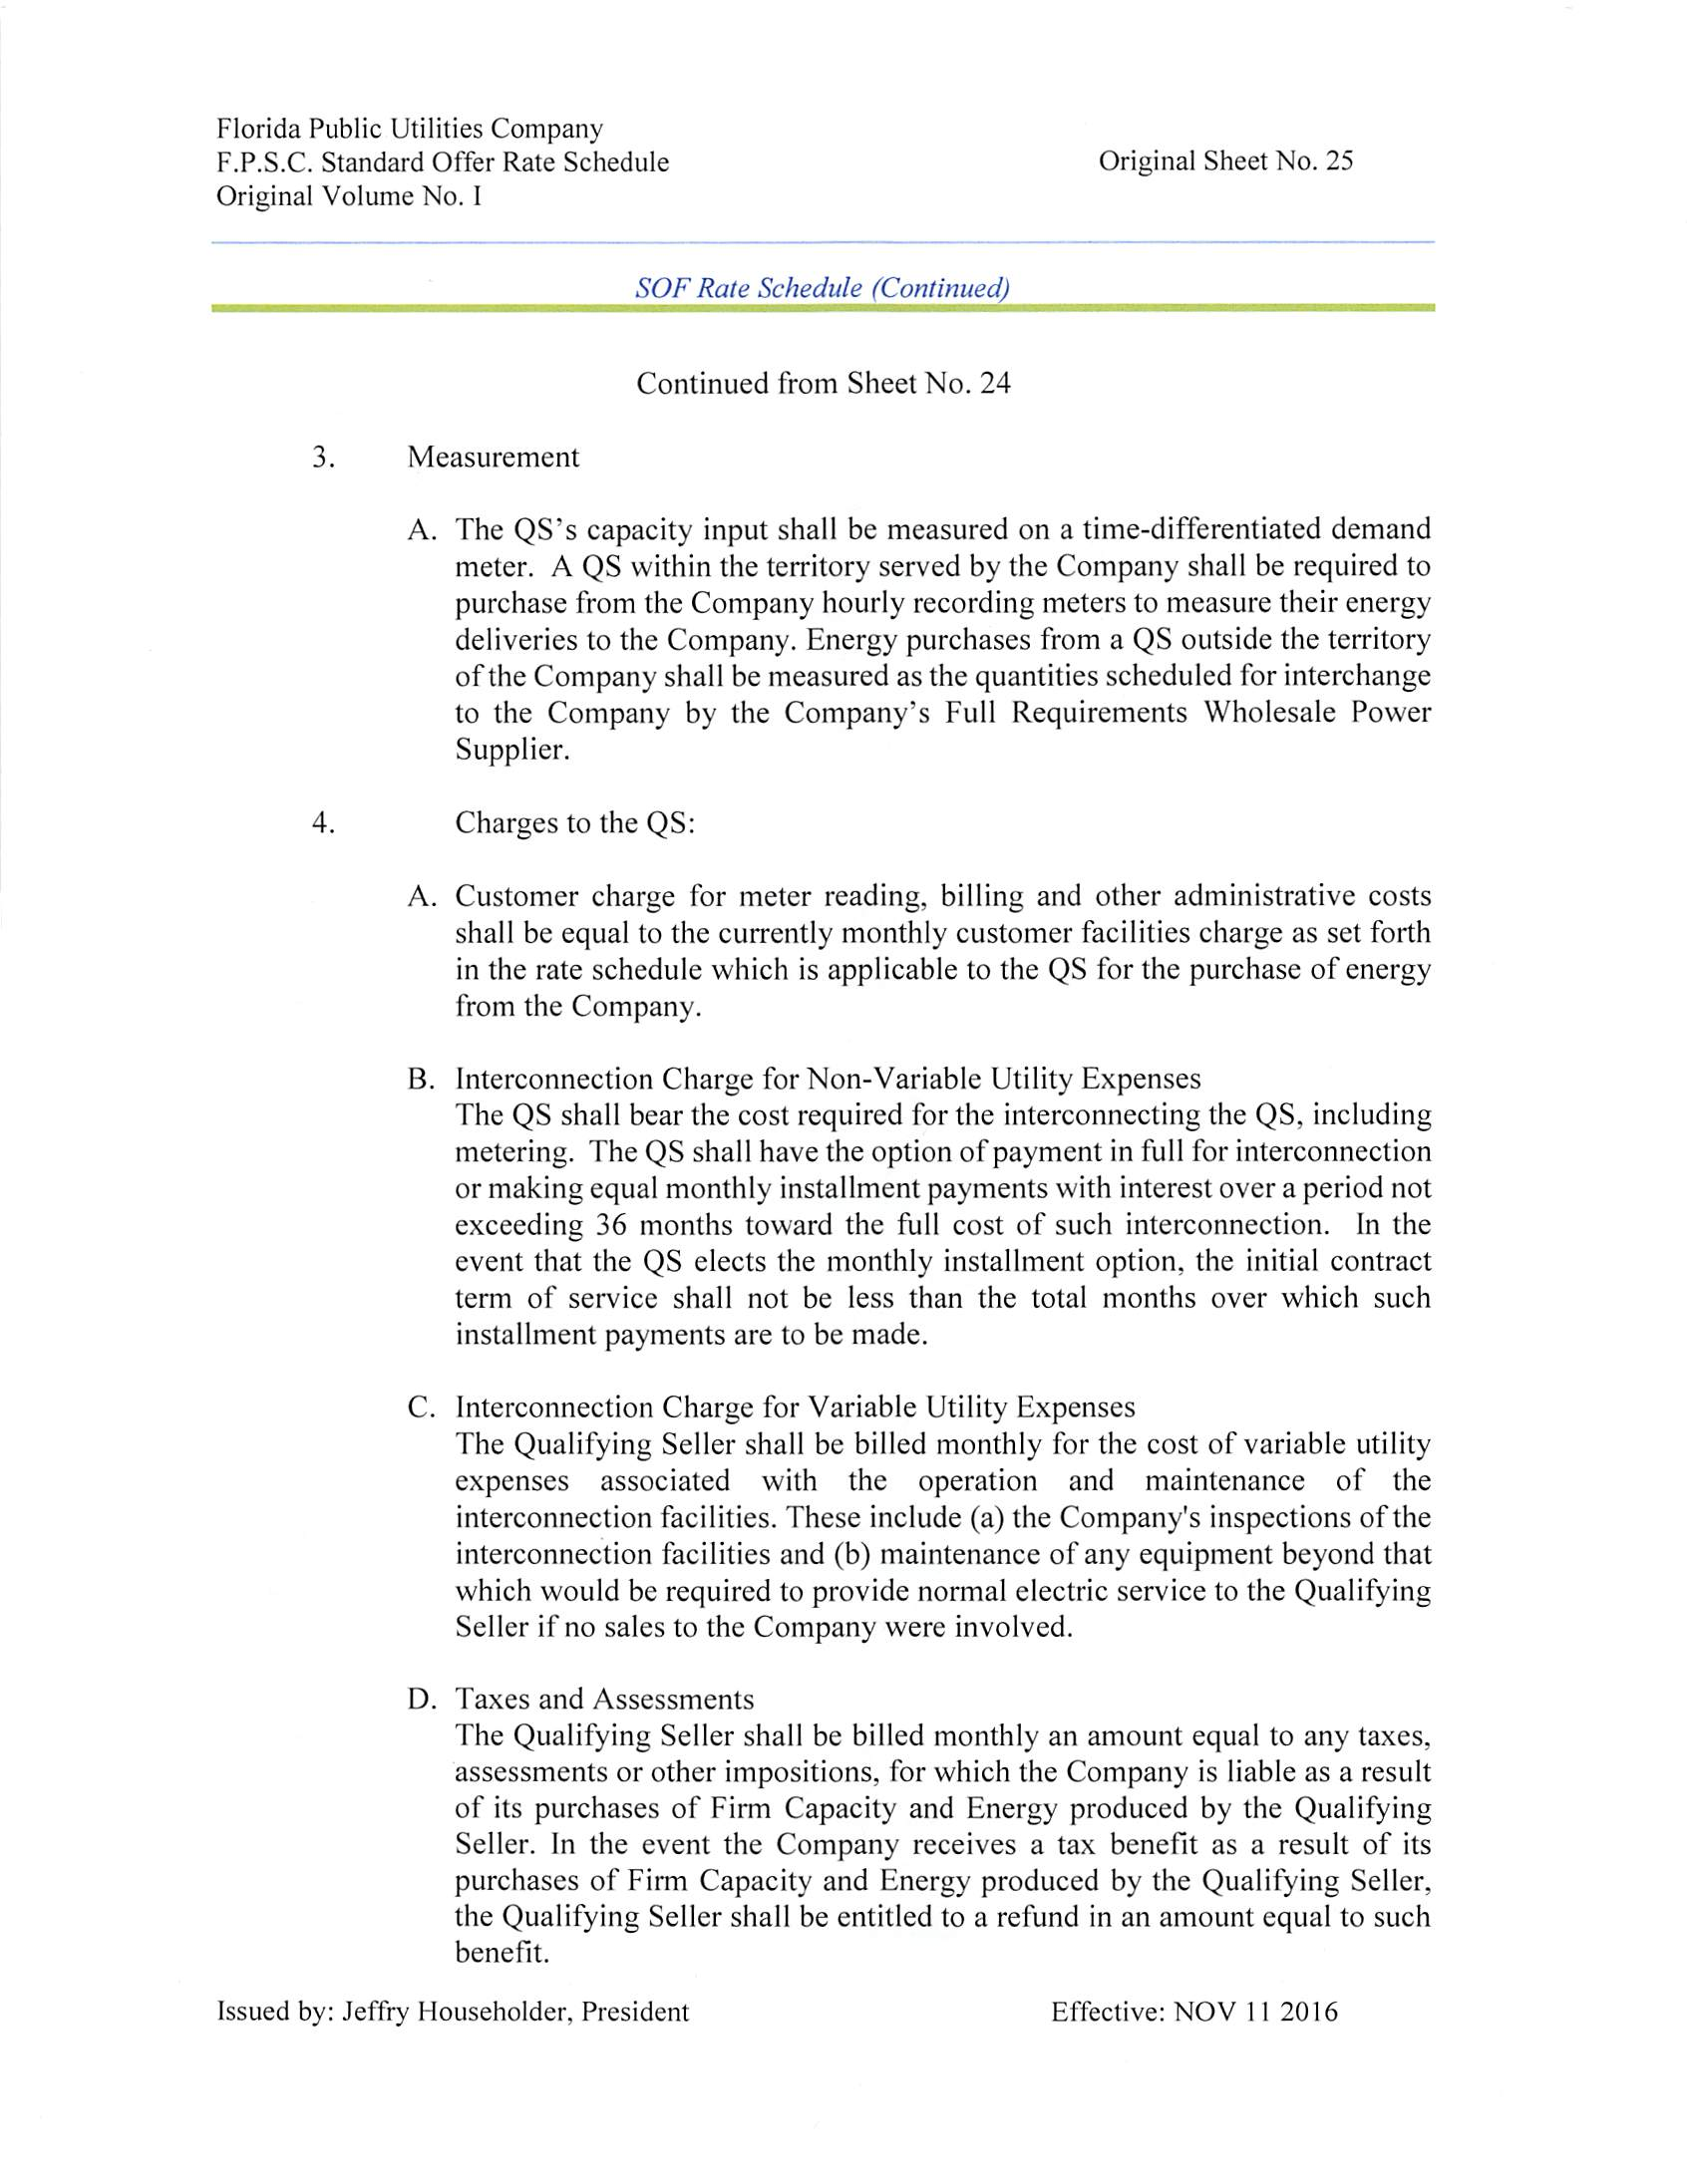 Florida Public Utilities Company
F.P.S.C. Standard Offer Rate Schedule
Original Sheet No. 25
Original Volume No. I
SOF Rate Schedule (Continued)
Continued from Sheet No. 24
3. Measurement
A. The QS's capacity input shall be measured on a time-differentiated demand
meter. A QS within the territory served by the Company shall be required to
purchase from the Company hourly recording meters to measure their energy
deliveries to the Company. Energy purchases from a QS outside the territory
of the Company shall be measured as the quantities scheduled for interchange
to the Company by the Company's Full Requirements Wholesale Power
Supplier.
4. Charges to the QS:
A. Customer charge for meter reading, billing and other administrative costs
shall be equal to the currently monthly customer facilities charge as set forth
in the rate schedule which is applicable to the QS for the purchase of energy
from the Company.
B. Interconnection Charge for Non-Variable Utility Expenses
The QS shall bear the cost required for the interconnecting the QS, including
metering. The QS shall have the option of payment in full for interconnection
or making equal monthly installment payments with interest over a period not
exceeding 36 months toward the full cost of such interconnection. In the
event that the QS elects the monthly installment option, the initial contract
term of service shall not be less than the total months over which such
installment payments are to be made.
C. Interconnection Charge for Variable Utility Expenses
The Qualifying Seller shall be billed monthly for the cost of variable utility
expenses associated with the operation and maintenance of the
interconnection facilities. These include (a) the Company's inspections of the
interconnection facilities and (b) maintenance of any equipment beyond that
which would be required to provide normal electric service to the Qualifying
Seller if no sales to the Company were involved.
D. Taxes and Assessments
The Qualifying Seller shall be billed monthly an amount equal to any taxes,
assessments or other impositions, for which the Company is liable as a result
of its purchases of Firm Capacity and Energy produced by the Qualifying
Seller. In the event the Company receives a tax benefit as a result of its
purchases of Firm Capacity and Energy produced by the Qualifying Seller,
the Qualifying Seller shall be entitled to a refund in an amount equal to such
benefit.
Issued by: Jeffry Householder, President
Effective: NOV 11 2016